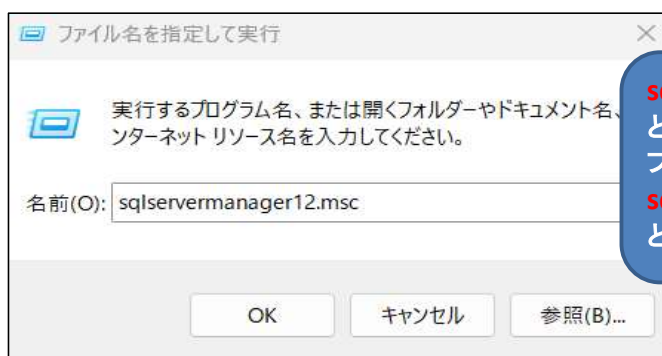 ファイル名を指定して実行
実行するプログラム名、または開くフォルダーやドキュメント名、
ンターネット リソース名を入力してください。
名前(O): sqlservermanager12.msc
OK キャンセル 参照(B)...